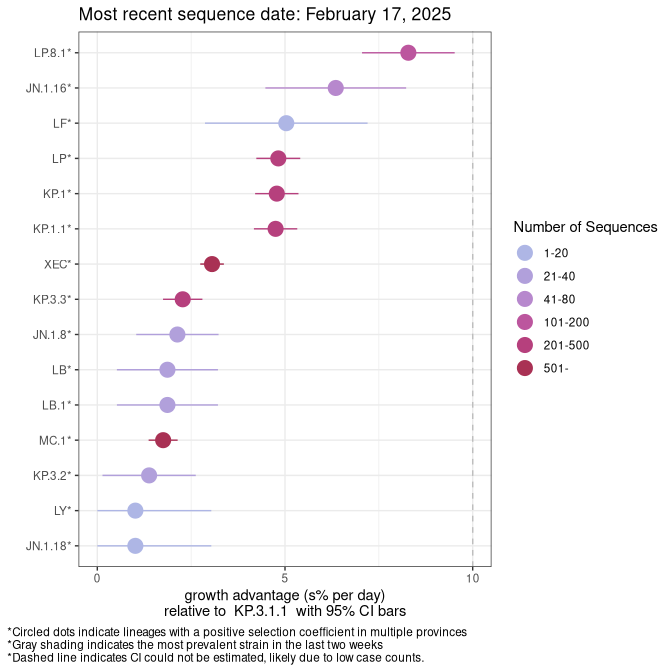 Most recent sequence date: February 17, 2025
LP.8.1*
JN.1.16*
LF*
LP*
KP.1*
KP.1.1*
XEC*
KP.3.3*
JN.1.8*
LB*
LB.1*
MC.1*
KP.3.2*
LY*
JN.1.18*
0 5 10
growth advantage (s% per day)
relative to KP.3.1.1 with 95% CI bars
Number of Sequences
1-20
21-40
41-80
101-200
201-500
501-
*Circled dots indicate lineages with a positive selection coefficient in multiple provinces
*Gray shading indicates the most prevalent strain in the last two weeks
*Dashed line indicates CI could not be estimated, likely due to low case counts.